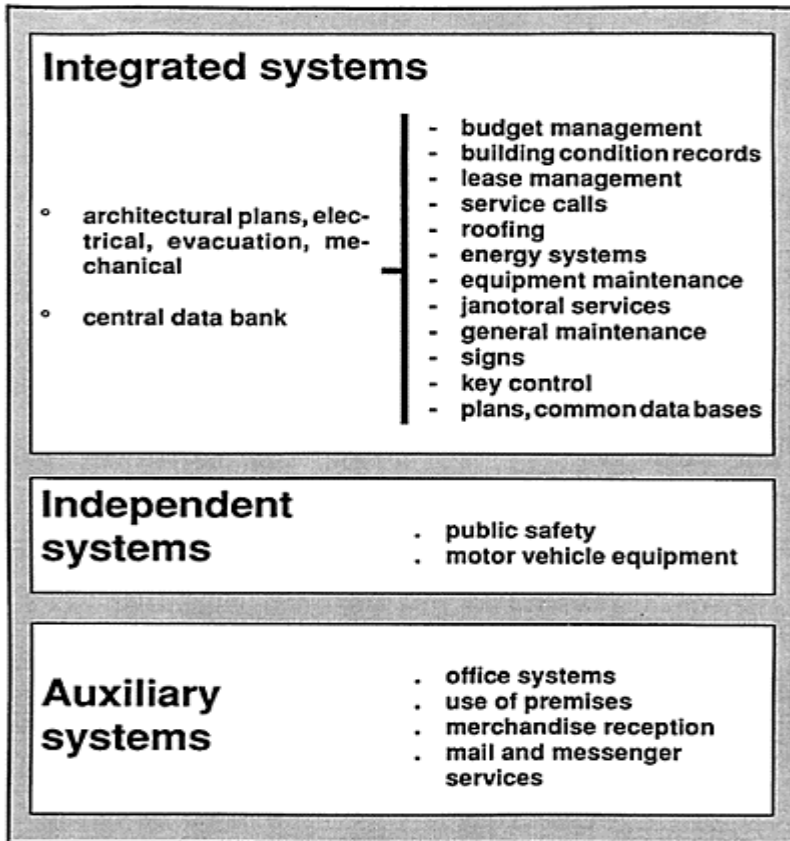 Integrated systems
° architectural plans, elec-
trical, evacuation, me-
chanical
° central data bank
- budget management
- building condition records
- lease management
- service calls
- roofing
- energy systems
- equipment maintenance
- janotoral services
- general maintenance
- signs
- key control
- plans, common data bases
Independent
systems
. public safety
. motor vehicle equipment
Auxiliary
systems
. office systems
. use of premises
. merchandise reception
. mail and messenger
services